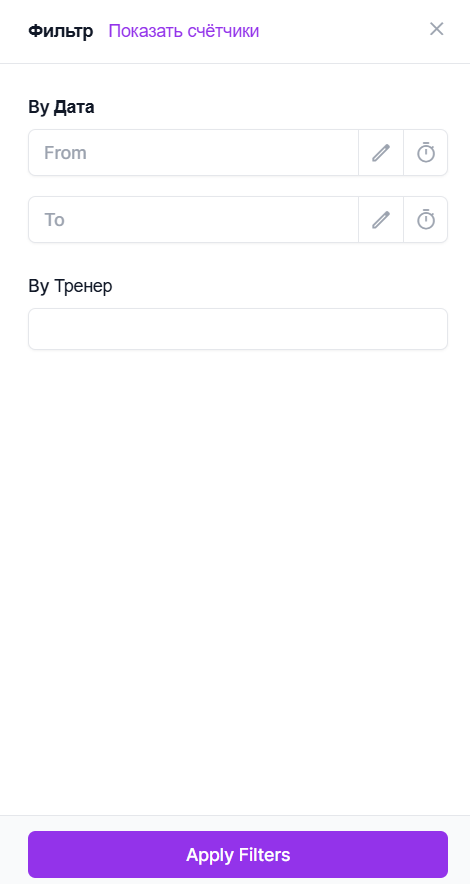 Фильтр Показать счётчики
By Дата
From
To
By Тренер
Apply Filters